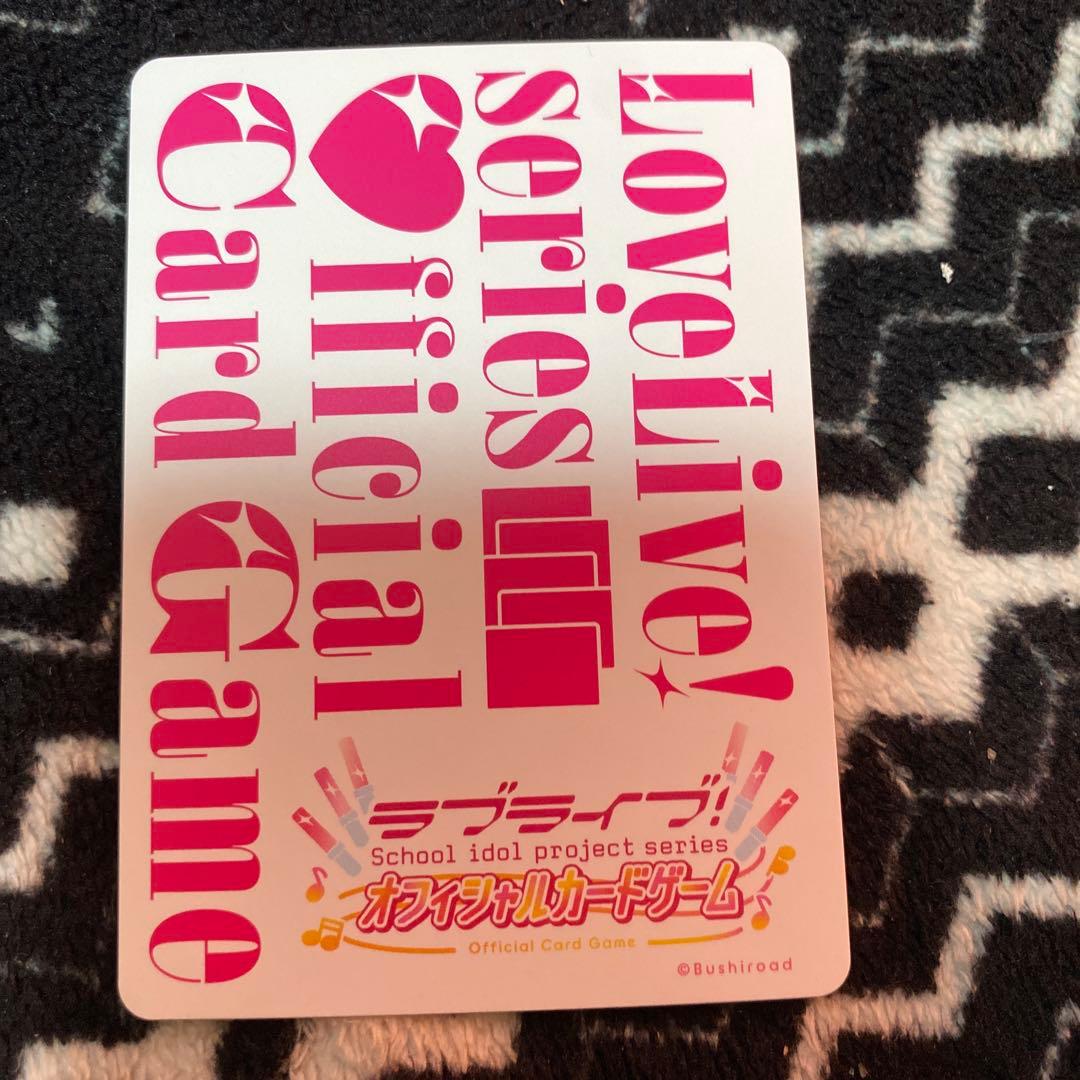 LoveLive!
series
♥fficial
Card Game
ラブライブ!
School idol project series
オフィシャルカードゲーム
Official Card Game
©Bushiroad